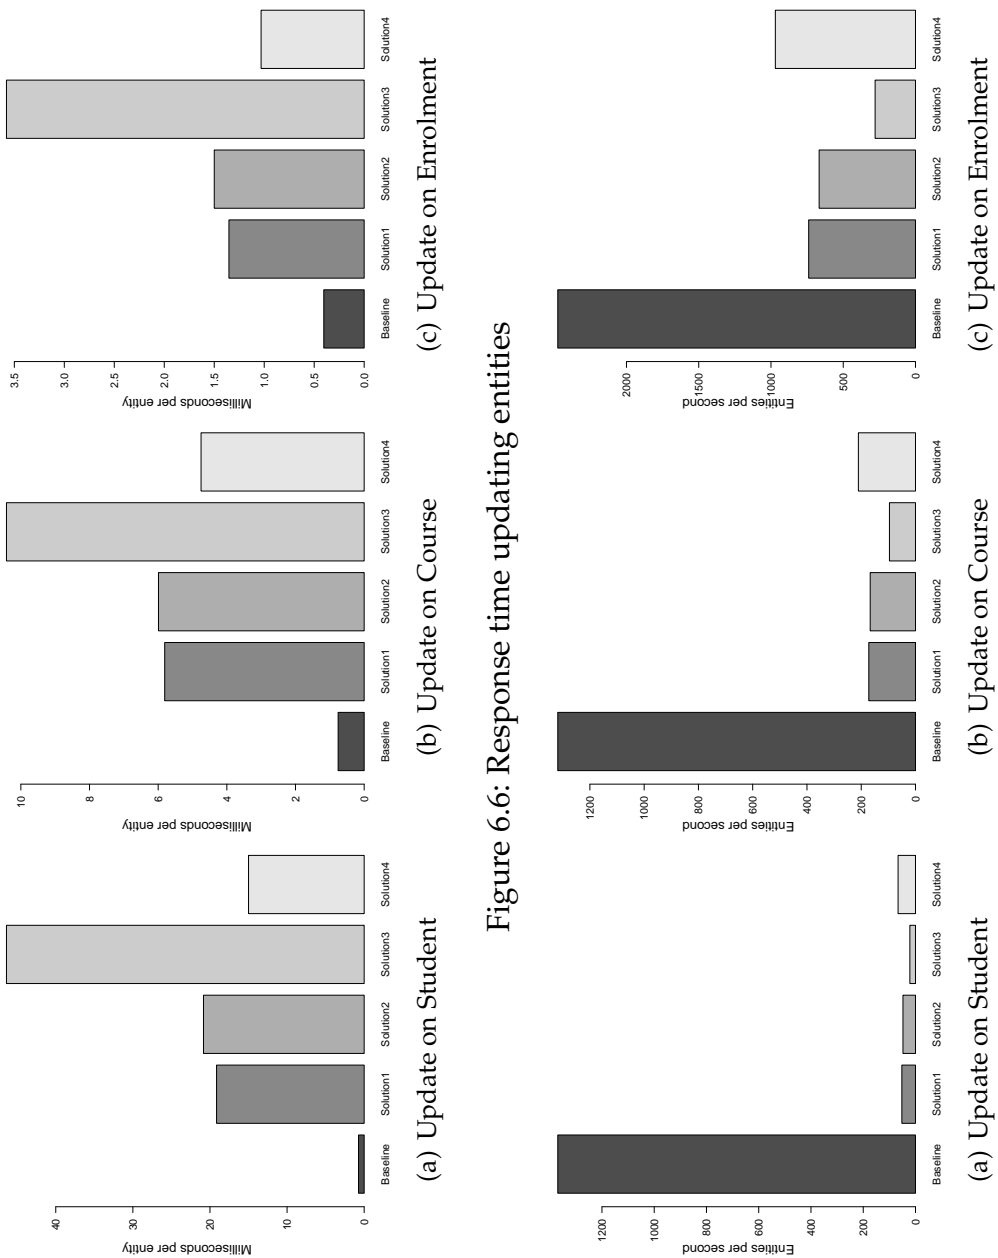 Milliseconds per entity
40
30
20
10
0
Baseline
Solution1
Solution2
Solution3
Solution4
(a) Update on Student
Milliseconds per entity
10
8
6
4
2
0
Baseline
Solution1
Solution2
Solution3
Solution4
(b) Update on Course
Milliseconds per entity
3.5
3.0
2.5
2.0
1.5
1.0
0.5
0.0
Baseline
Solution1
Solution2
Solution3
Solution4
(c) Update on Enrolment
Figure 6.6: Response time updating entities
Entities per second
1200
1000
800
600
400
200
0
Baseline
Solution1
Solution2
Solution3
Solution4
(a) Update on Student
Entities per second
1200
1000
800
600
400
200
0
Baseline
Solution1
Solution2
Solution3
Solution4
(b) Update on Course
Entities per second
2000
1500
1000
500
0
Baseline
Solution1
Solution2
Solution3
Solution4
(c) Update on Enrolment